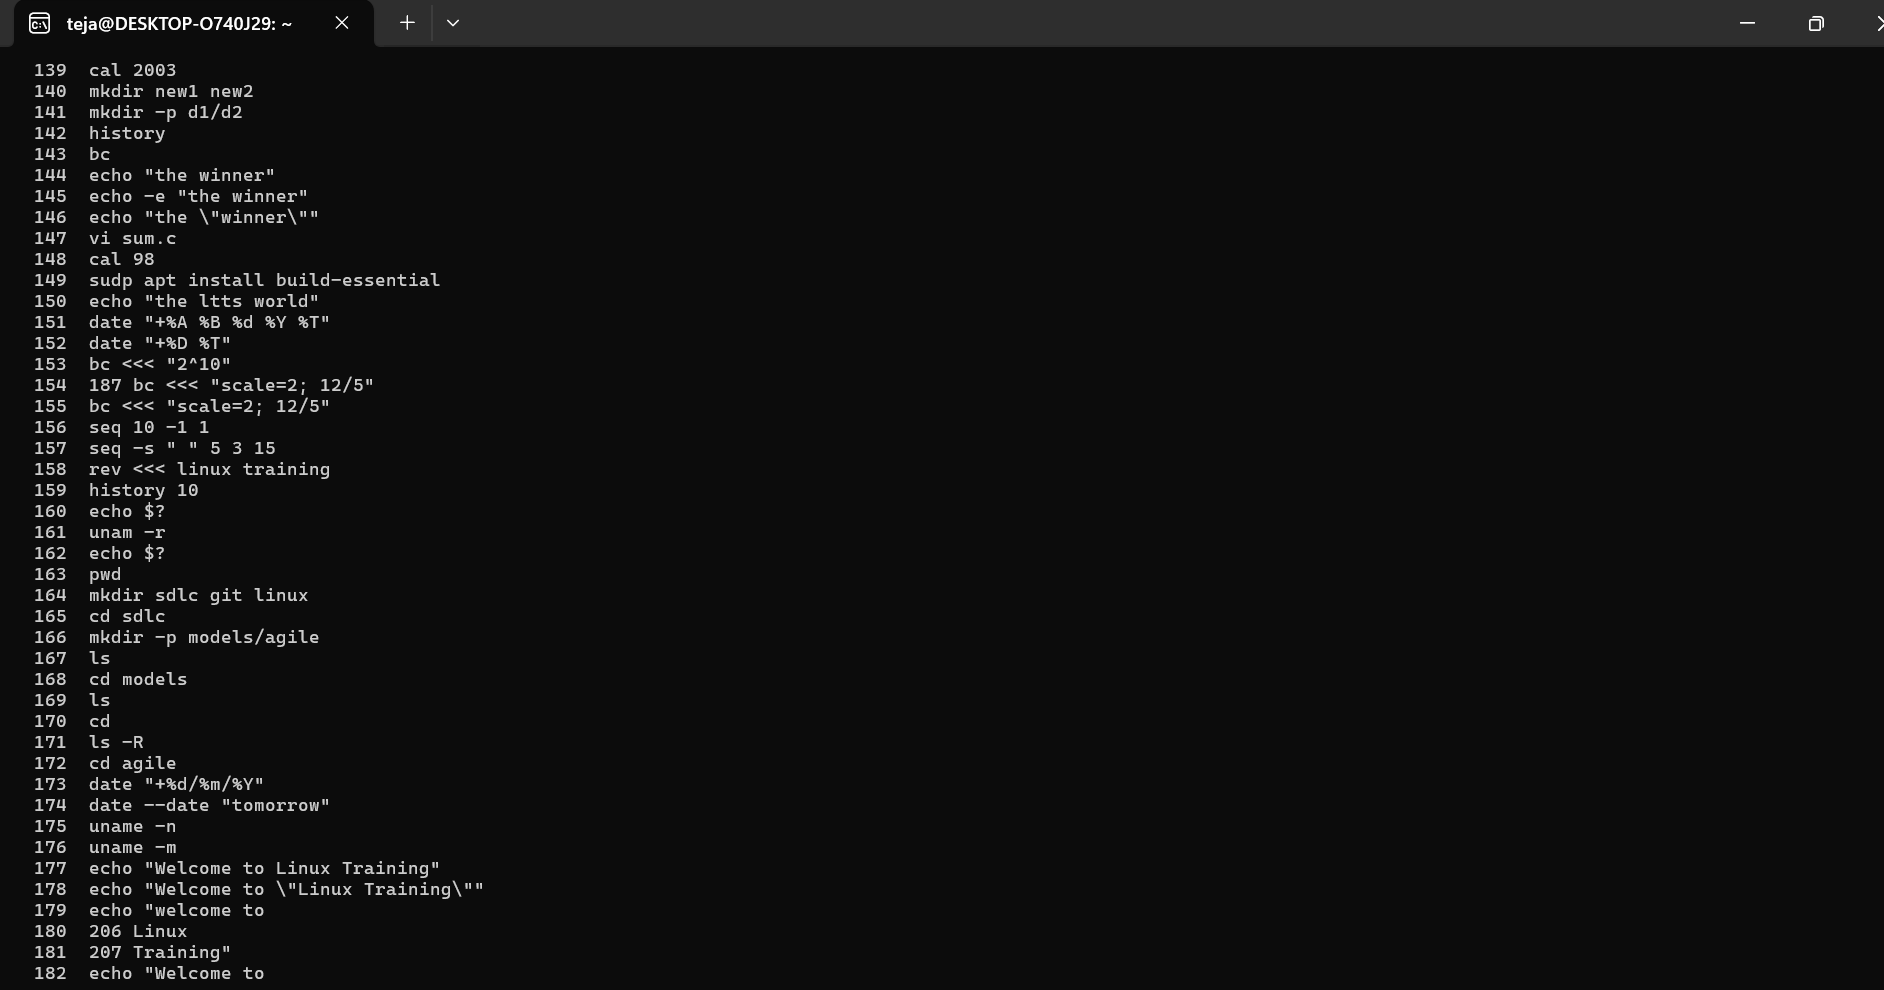 teja@DESKTOP-O740J29: ~
139 cal 2003
140 mkdir new1 new2
141 mkdir -p d1/d2
142 history
143 bc
144 echo "the winner"
145 echo -e "the winner"
146 echo "the \"winner\""
147 vi sum.c
148 cal 98
149 sudp apt install build-essential
150 echo "the ltts world"
151 date "+%A %B %d %Y %T"
152 date "+%D %T"
153 bc <<< "2^10"
154 187 bc <<< "scale=2; 12/5"
155 bc <<< "scale=2; 12/5"
156 seq 10 -1 1
157 seq -s " " 5 3 15
158 rev <<< linux training
159 history 10
160 echo $?
161 unam -r
162 echo $?
163 pwd
164 mkdir sdlc git linux
165 cd sdlc
166 mkdir -p models/agile
167 ls
168 cd models
169 ls
170 cd
171 ls -R
172 cd agile
173 date "+%d/%m/%Y"
174 date --date "tomorrow"
175 uname -n
176 uname -m
177 echo "Welcome to Linux Training"
178 echo "Welcome to \"Linux Training\""
179 echo "welcome to
180 206 Linux
181 207 Training"
182 echo "Welcome to